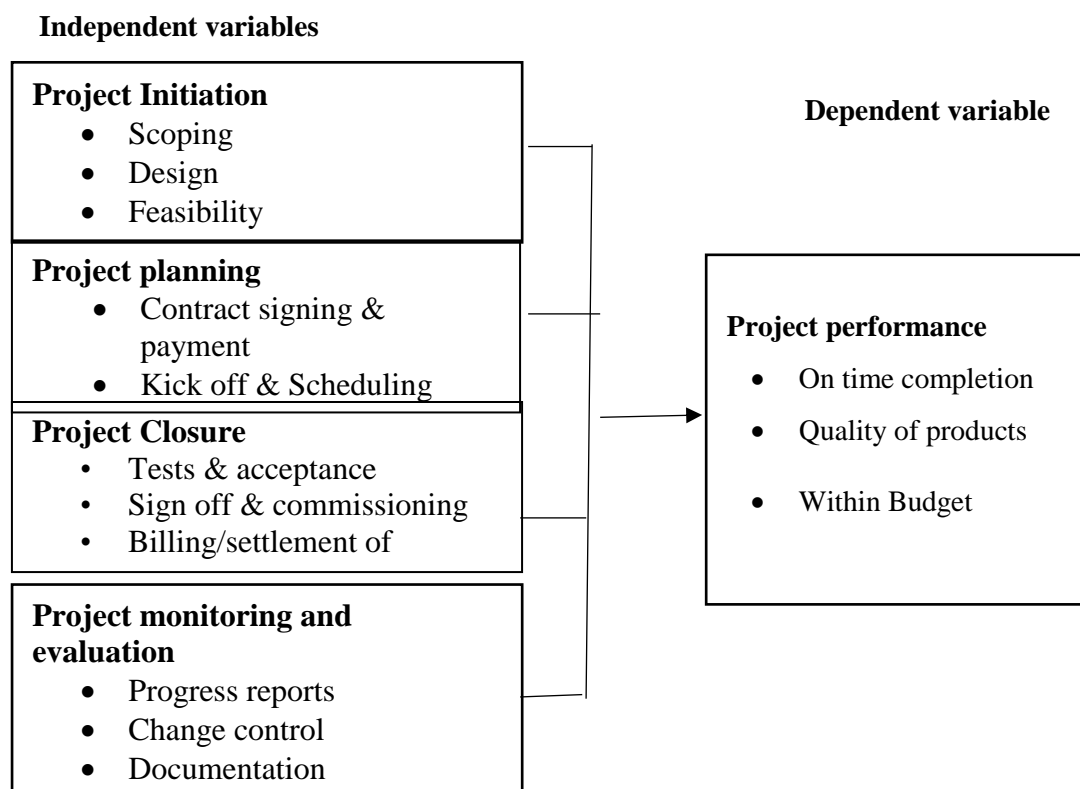 Independent variables
Project Initiation
• Scoping
• Design
• Feasibility
Project planning
• Contract signing &
payment
• Kick off & Scheduling
Project Closure
• Tests & acceptance
• Sign off & commissioning
• Billing/settlement of
Project monitoring and
evaluation
• Progress reports
• Change control
• Documentation
Dependent variable
Project performance
• On time completion
• Quality of products
• Within Budget